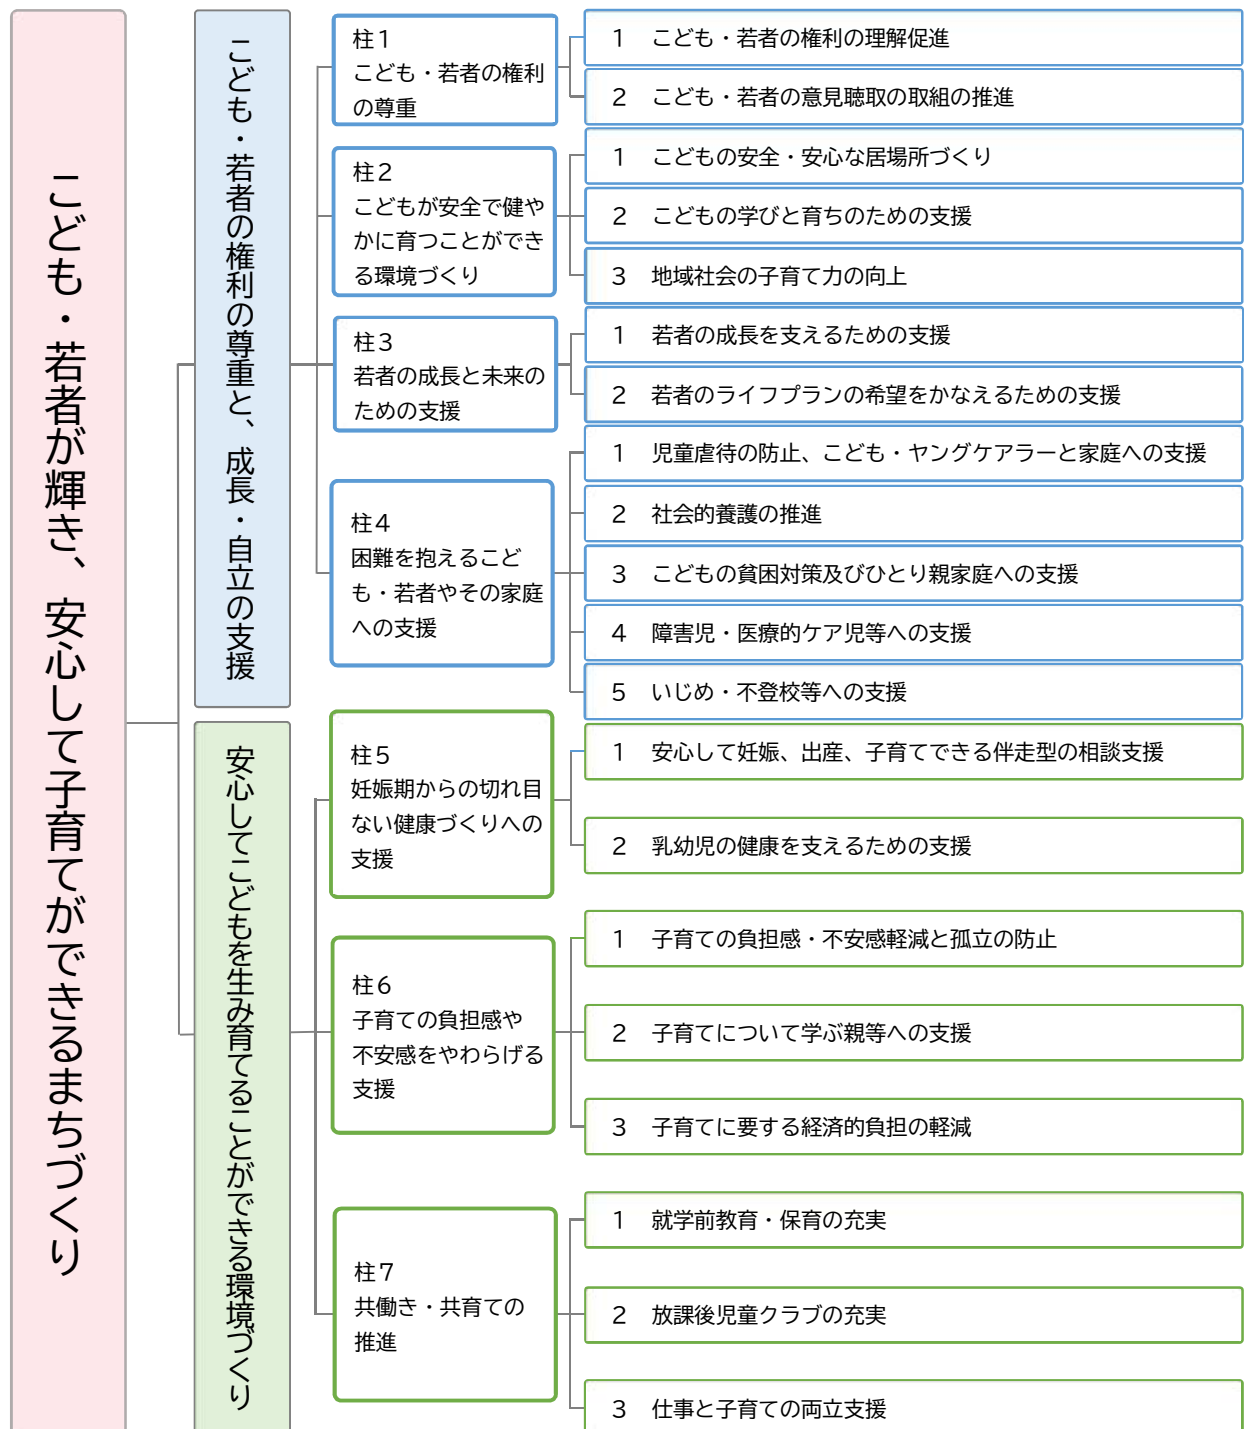 こども・若者が輝き、安心して子育てができるまちづくり
こども・若者の権利の尊重と、成長・自立の支援
柱１
こども・若者の権利
の尊重
1 こども・若者の権利の理解促進
2 こども・若者の意見聴取の取組の推進
柱２
こどもが安全で健や
かに育つことができ
る環境づくり
1 こどもの安全・安心な居場所づくり
2 こどもの学びと育ちのための支援
3 地域社会の子育て力の向上
柱３
若者の成長と未来の
ための支援
1 若者の成長を支えるための支援
2 若者のライフプランの希望をかなえるための支援
柱４
困難を抱えるこど
も・若者やその家庭
への支援
1 児童虐待の防止、こども・ヤングケアラーと家庭への支援
2 社会的養護の推進
3 こどもの貧困対策及びひとり親家庭への支援
4 障害児・医療的ケア児等への支援
5 いじめ・不登校等への支援
安心してこどもを生み育てることができる環境づくり
柱５
妊娠期からの切れ目
ない健康づくりへの
支援
1 安心して妊娠、出産、子育てできる伴走型の相談支援
2 乳幼児の健康を支えるための支援
柱６
子育ての負担感や
不安感をやわらげる
支援
1 子育ての負担感・不安感軽減と孤立の防止
2 子育てについて学ぶ親等への支援
3 子育てに要する経済的負担の軽減
柱７
共働き・共育ての
推進
1 就学前教育・保育の充実
2 放課後児童クラブの充実
3 仕事と子育ての両立支援